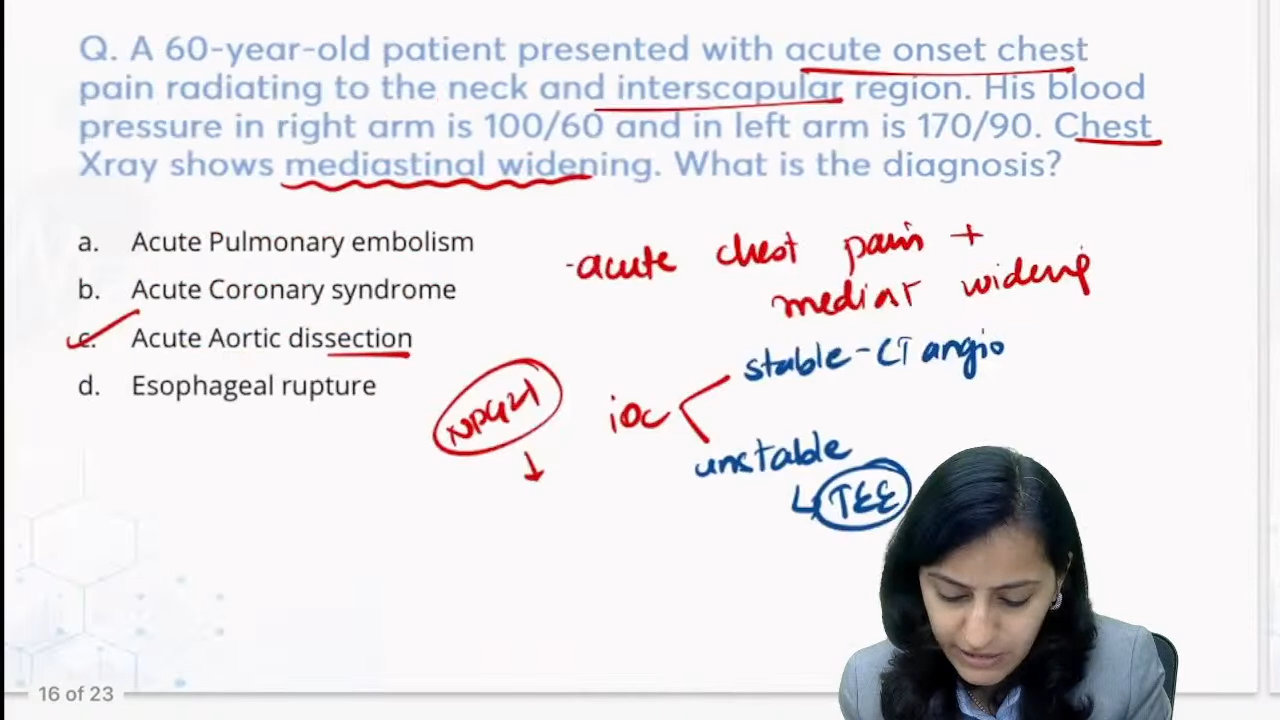 Q. A 60-year-old patient presented with acute onset chest
pain radiating to the neck and interscapular region. His blood
pressure in right arm is 100/60 and in left arm is 170/90. Chest
Xray shows mediastinal widening. What is the diagnosis?
a. Acute Pulmonary embolism
b. Acute Coronary syndrome
c. Acute Aortic dissection
d. Esophageal rupture
-acute chest pain +
mediast widening
stable-CT angio
ioc
unstable
TEE
16 of 23